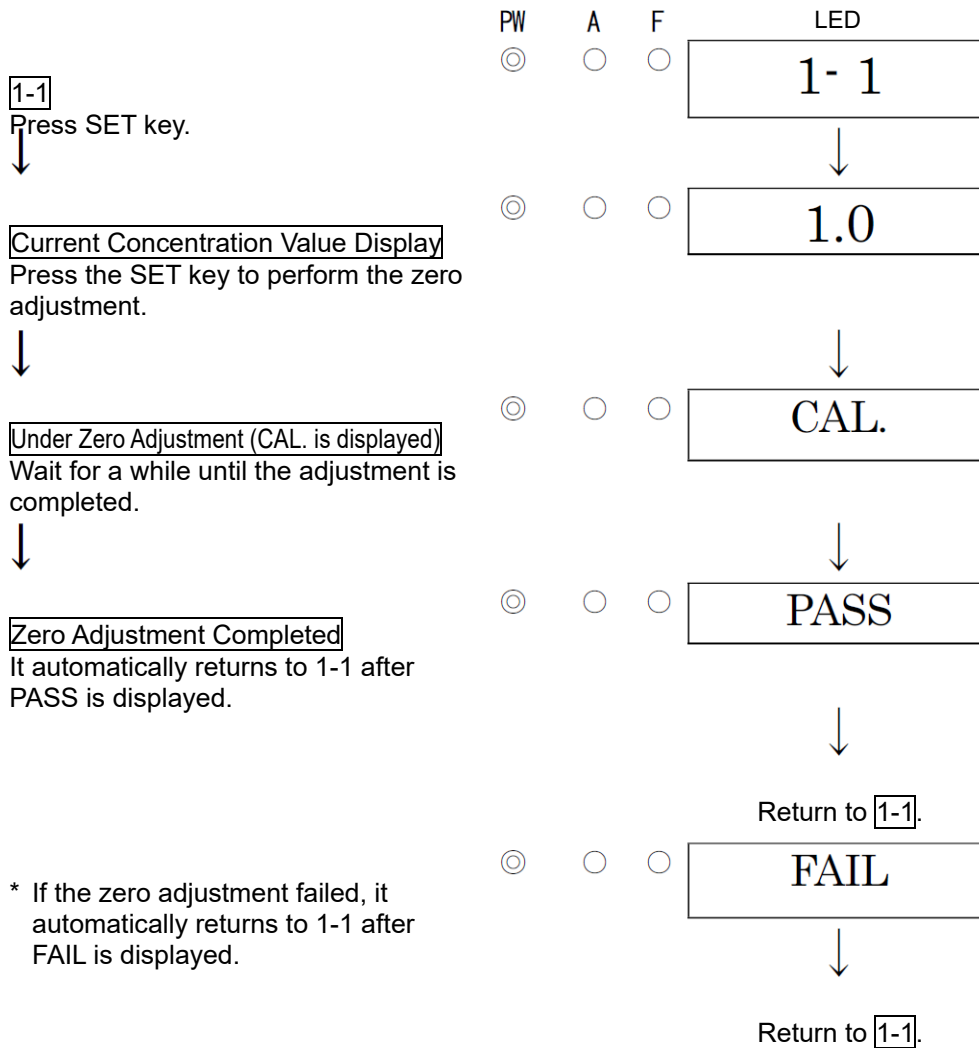 PW A F LED
1- 1
1-1
Press SET key.
↓ ↓
1.0
Current Concentration Value Display
Press the SET key to perform the zero
adjustment.
↓ ↓
CAL.
Under Zero Adjustment (CAL. is displayed)
Wait for a while until the adjustment is
completed.
↓ ↓
PASS
Zero Adjustment Completed
It automatically returns to 1-1 after
PASS is displayed.
↓
Return to 1-1.
FAIL
* If the zero adjustment failed, it
automatically returns to 1-1 after
FAIL is displayed.
↓
Return to 1-1.